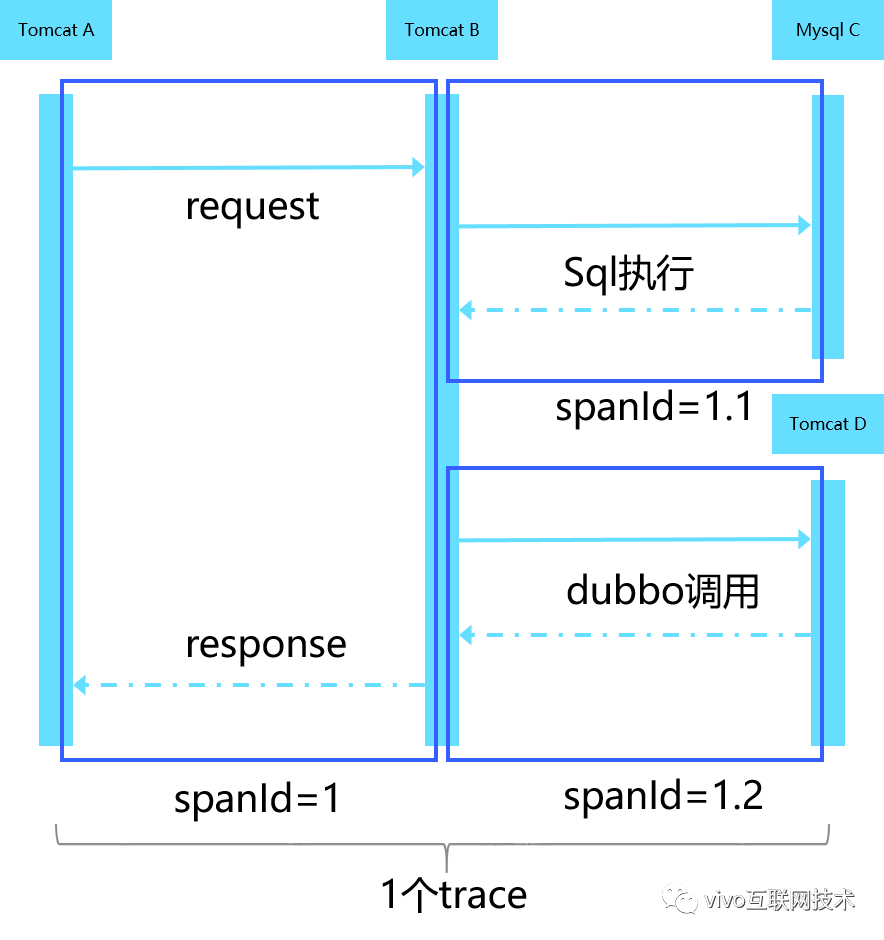 Tomcat A
Tomcat B
Mysql C
request
Sql执行
spanId=1.1
Tomcat D
dubbo调用
response
spanId=1
spanId=1.2
1个trace
vivo互联网技术